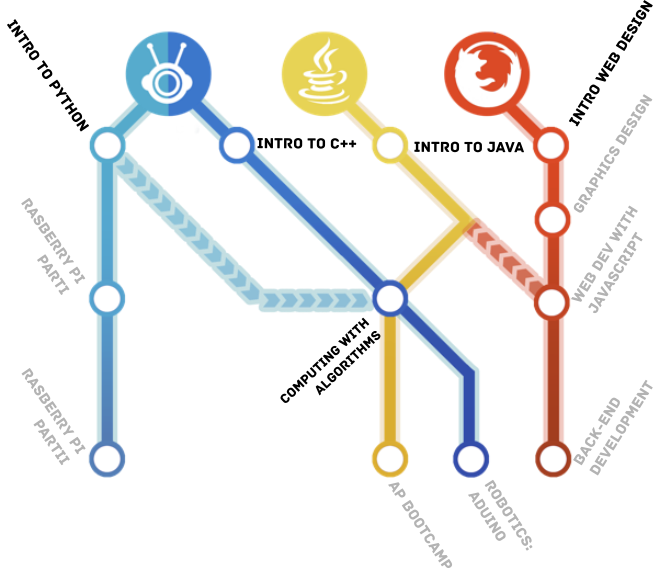 INTRO TO PYTHON
INTRO TO C++
INTRO TO JAVA
INTRO WEB DESIGN
GRAPHICS DESIGN
RASBERRY PI
PARTI
WEB DEV WITH
JAVASCRIPT
COMPUTING WITH
ALGORITHMS
RASBERRY PI
PARTII
AP BOOTCAMP
ROBOTICS:
ADUINO
BACK-END
DEVELOPMENT